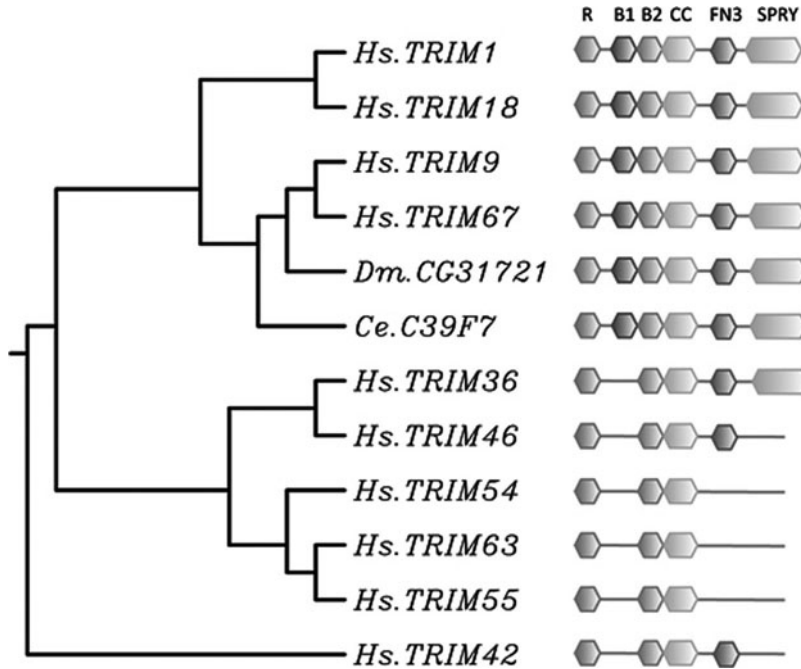 R B1 B2 CC FN3 SPRY
Hs.TRIM1
Hs.TRIM18
Hs.TRIM9
Hs.TRIM67
Dm.CG31721
Ce.C39F7
Hs.TRIM36
Hs.TRIM46
Hs.TRIM54
Hs.TRIM63
Hs.TRIM55
Hs.TRIM42